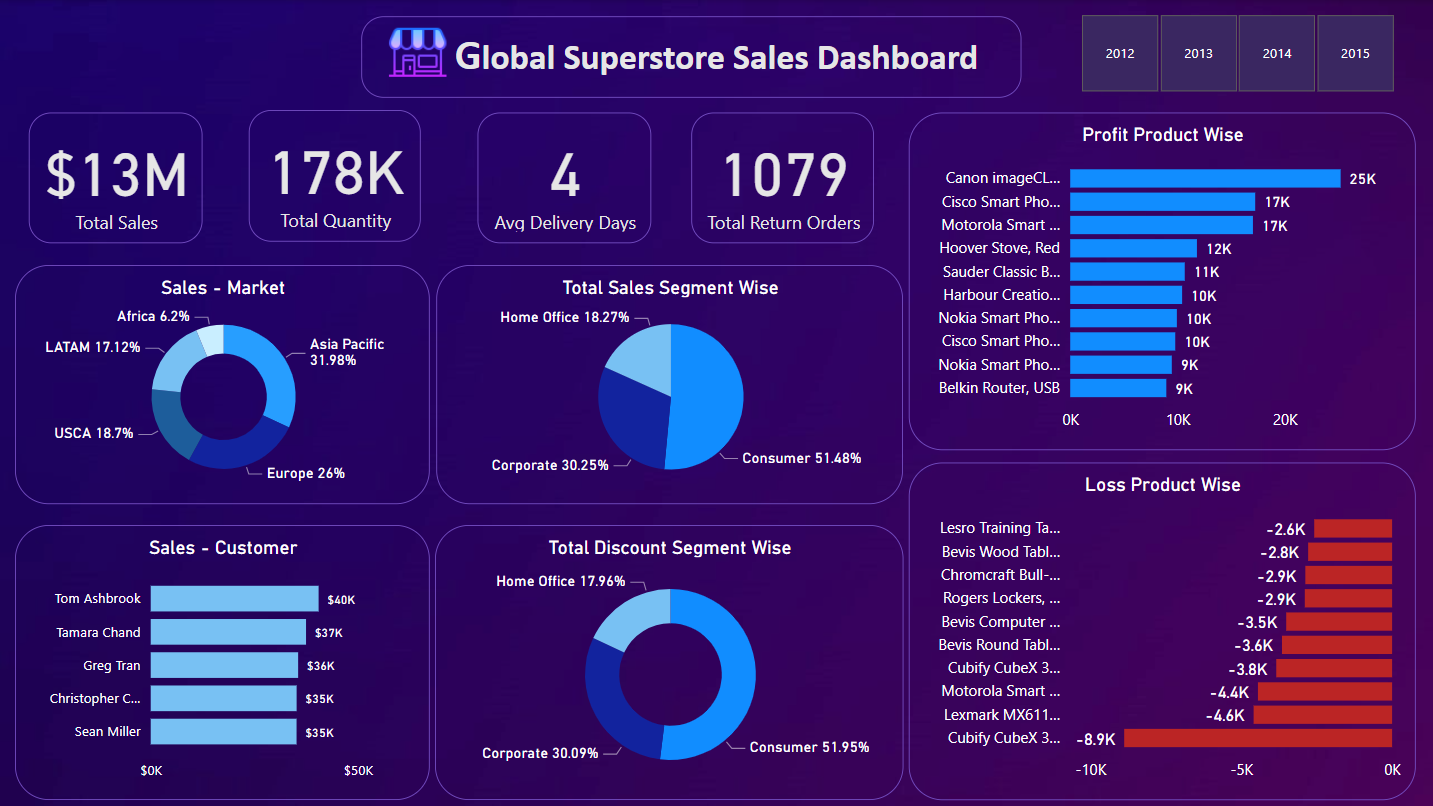 Global Superstore Sales Dashboard
2012
2013
2014
2015
$13M
Total Sales
178K
Total Quantity
4
Avg Delivery Days
1079
Total Return Orders
Sales - Market
Africa 6.2%
LATAM 17.12%
Asia Pacific
31.98%
USCA 18.7%
Europe 26%
Total Sales Segment Wise
Home Office 18.27%
Corporate 30.25%
Consumer 51.48%
Profit Product Wise
Canon imageCL... 25K
Cisco Smart Pho... 17K
Motorola Smart ... 17K
Hoover Stove, Red 12K
Sauder Classic B... 11K
Harbour Creatio... 10K
Nokia Smart Pho... 10K
Cisco Smart Pho... 10K
Nokia Smart Pho... 9K
Belkin Router, USB 9K
0K 10K 20K
Sales - Customer
Tom Ashbrook $40K
Tamara Chand $37K
Greg Tran $36K
Christopher C... $35K
Sean Miller $35K
$0K $50K
Total Discount Segment Wise
Home Office 17.96%
Corporate 30.09%
Consumer 51.95%
Loss Product Wise
Lesro Training Ta... -2.6K
Bevis Wood Tabl... -2.8K
Chromcraft Bull-... -2.9K
Rogers Lockers, ... -2.9K
Bevis Computer ... -3.5K
Bevis Round Tabl... -3.6K
Cubify CubeX 3... -3.8K
Motorola Smart ... -4.4K
Lexmark MX611... -4.6K
Cubify CubeX 3... -8.9K
-10K -5K 0K